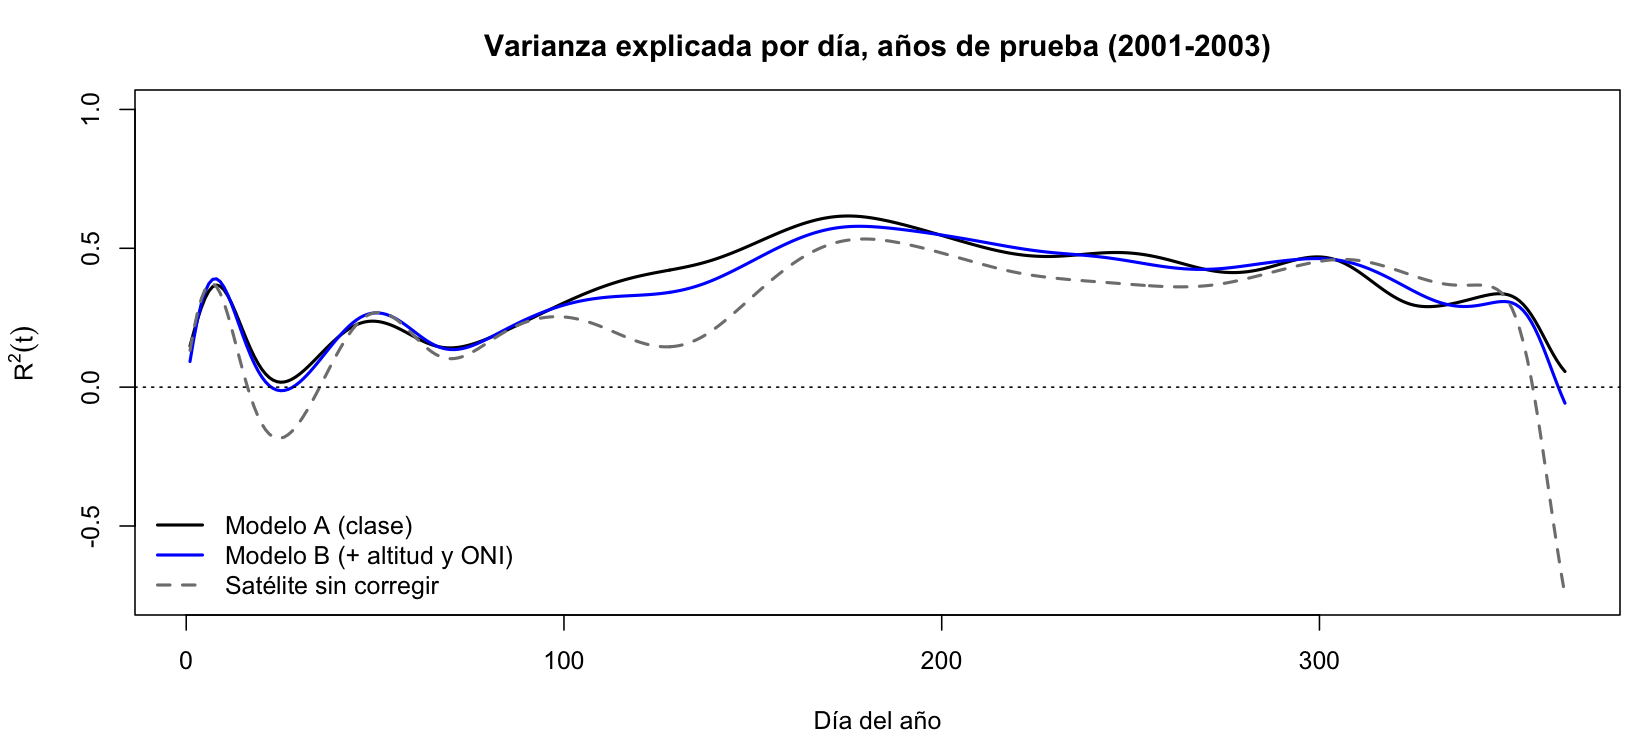 Varianza explicada por día, años de prueba (2001-2003)
R²(t)
1.0
0.5
0.0
-0.5
Modelo A (clase)
Modelo B (+ altitud y ONI)
Satélite sin corregir
0 100 200 300
Día del año